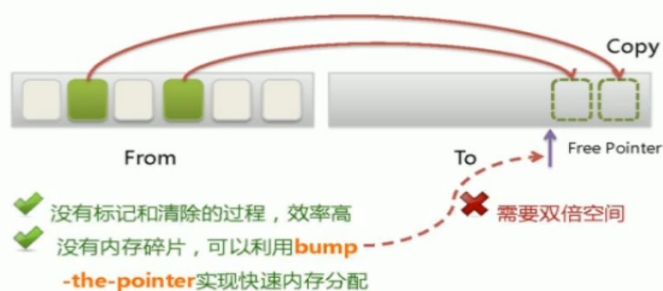 Copy
From
To
Free Pointer
没有标记和清除的过程，效率高
需要双倍空间
没有内存碎片，可以利用bump
-the-pointer实现快速内存分配